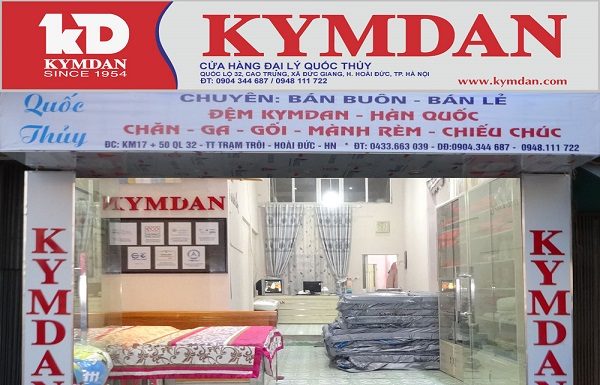 KD
KYMDAN
SINCE 1954
KYMDAN
CỬA HÀNG ĐẠI LÝ QUỐC THỦY
QUỐC LỘ 32, CAO TRUNG, XÃ ĐỨC GIANG, H. HOÀI ĐỨC, TP. HÀ NỘI
ĐT: 0904 344 687 / 0948 111 722
www.kymdan.com
Quốc Thủy
CHUYÊN: BÁN BUÔN - BÁN LẺ
ĐỆM KYMDAN - HÀN QUỐC
CHĂN - GA - GỐI - MÀNH RÈM - CHIẾU CHÚC
ĐC: KM17 + 50 QL 32 - TT TRẠM TRÔI - HOÀI ĐỨC - HN * ĐT: 0433.663 039 - DĐ:0904.344 687 - 0948.111 722
KYMDAN
KYMDAN
KYMDAN